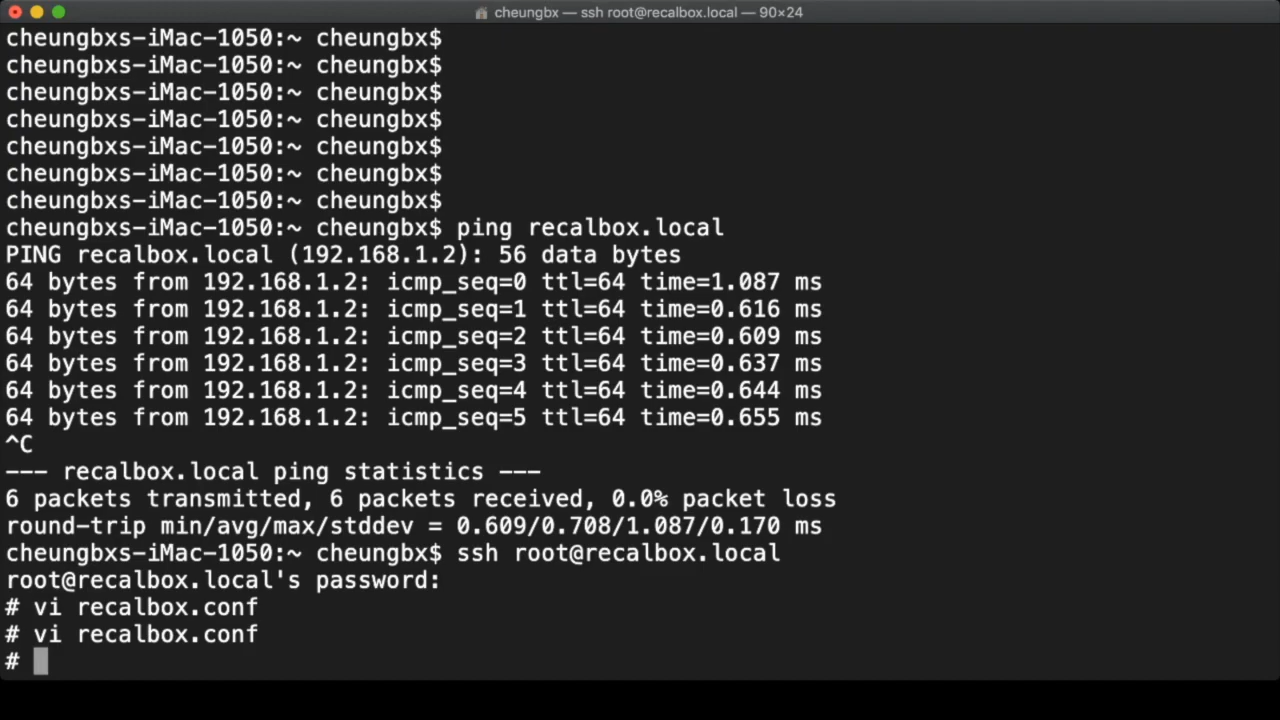 cheungbx — ssh root@recalbox.local — 90×24
cheungbxs-iMac-1050:~ cheungbx$
cheungbxs-iMac-1050:~ cheungbx$
cheungbxs-iMac-1050:~ cheungbx$
cheungbxs-iMac-1050:~ cheungbx$
cheungbxs-iMac-1050:~ cheungbx$
cheungbxs-iMac-1050:~ cheungbx$
cheungbxs-iMac-1050:~ cheungbx$
cheungbxs-iMac-1050:~ cheungbx$ ping recalbox.local
PING recalbox.local (192.168.1.2): 56 data bytes
64 bytes from 192.168.1.2: icmp_seq=0 ttl=64 time=1.087 ms
64 bytes from 192.168.1.2: icmp_seq=1 ttl=64 time=0.616 ms
64 bytes from 192.168.1.2: icmp_seq=2 ttl=64 time=0.609 ms
64 bytes from 192.168.1.2: icmp_seq=3 ttl=64 time=0.637 ms
64 bytes from 192.168.1.2: icmp_seq=4 ttl=64 time=0.644 ms
64 bytes from 192.168.1.2: icmp_seq=5 ttl=64 time=0.655 ms
^C
--- recalbox.local ping statistics ---
6 packets transmitted, 6 packets received, 0.0% packet loss
round-trip min/avg/max/stddev = 0.609/0.708/1.087/0.170 ms
cheungbxs-iMac-1050:~ cheungbx$ ssh root@recalbox.local
root@recalbox.local's password:
# vi recalbox.conf
# vi recalbox.conf
#